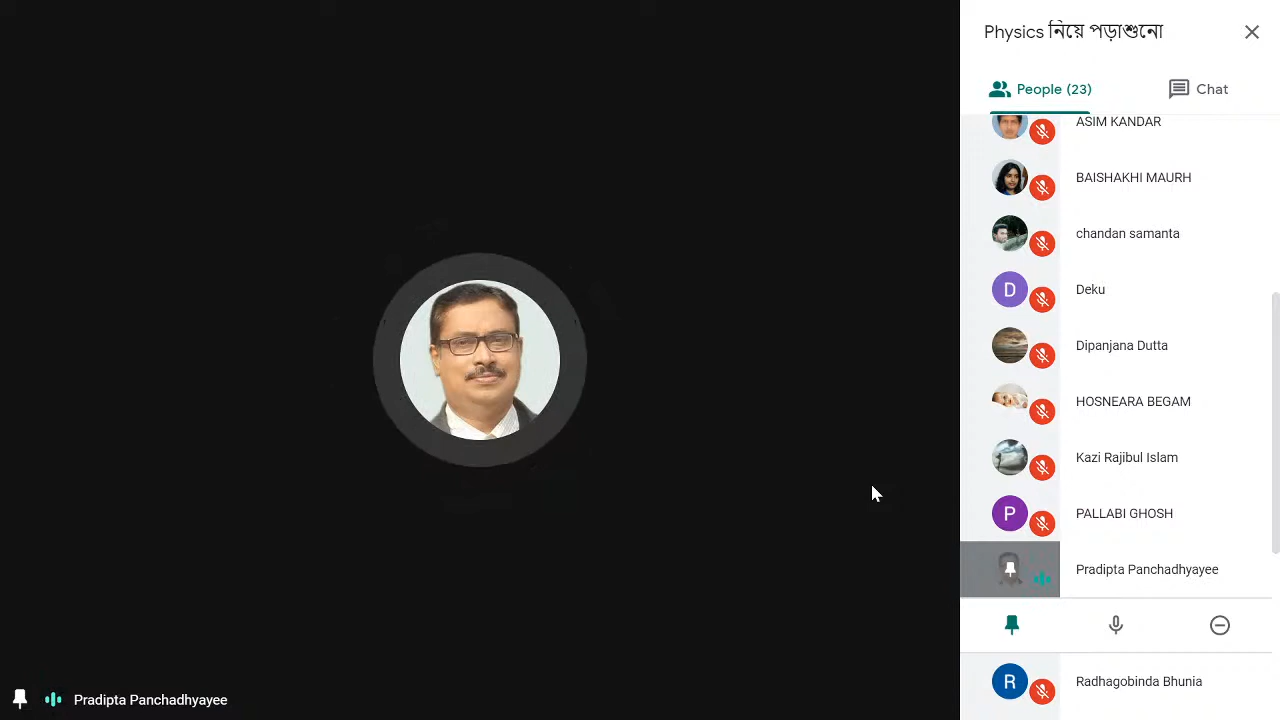 Physics নিয়ে পড়াশুনো
People (23)
Chat
ASIM KANDAR
BAISHAKHI MAURH
chandan samanta
D
Deku
Dipanjana Dutta
HOSNEARA BEGAM
Kazi Rajibul Islam
P
PALLABI GHOSH
Pradipta Panchadhyayee
R
Radhagobinda Bhunia
Pradipta Panchadhyayee